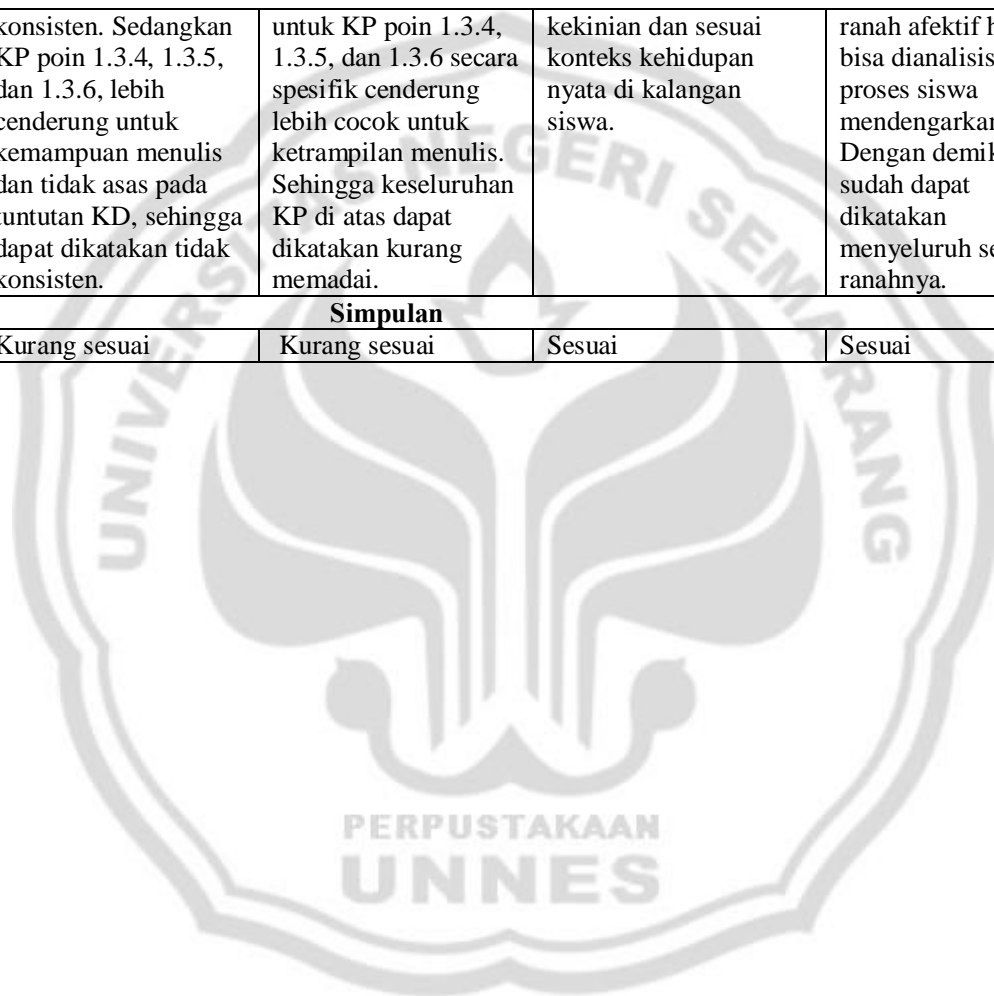 konsisten. Sedangkan
KP poin 1.3.4, 1.3.5,
dan 1.3.6, lebih
cenderung untuk
kemampuan menulis
dan tidak asas pada
tuntutan KD, sehingga
dapat dikatakan tidak
konsisten.
untuk KP poin 1.3.4,
1.3.5, dan 1.3.6 secara
spesifik cenderung
lebih cocok untuk
ketrampilan menulis.
Sehingga keseluruhan
KP di atas dapat
dikatakan kurang
memadai.
kekinian dan sesuai
konteks kehidupan
nyata di kalangan
siswa.
ranah afektif
bisa dianalisis
proses siswa
mendengarkan
Dengan
sudah dapat
dikatakan
menyeluruh
ranahnya.
Simpulan
Kurang sesuai
Kurang sesuai
Sesuai
Sesuai
NEGERI SEMARANG
PERPUSTAKAAN
UNNES